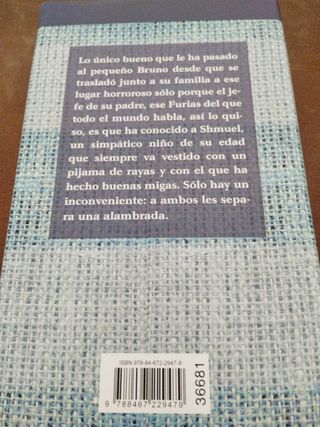 Lo único bueno que le ha pasado
al pequeño Bruno desde que se
trasladó junto a su familia a ese
lugar horroroso sólo porque el je-
fe de su padre, ese Furias del que
todo el mundo habla, así lo qui-
so, es que ha conocido a Shmuel,
un simpático niño de su edad
que siempre va vestido con un
pijama de rayas y con el que ha
hecho buenas migas. Sólo hay un
inconveniente: a ambos les sepa
ra una alambrada.
ISBN 978-84-672-2947-9
9 788467 229479
36681